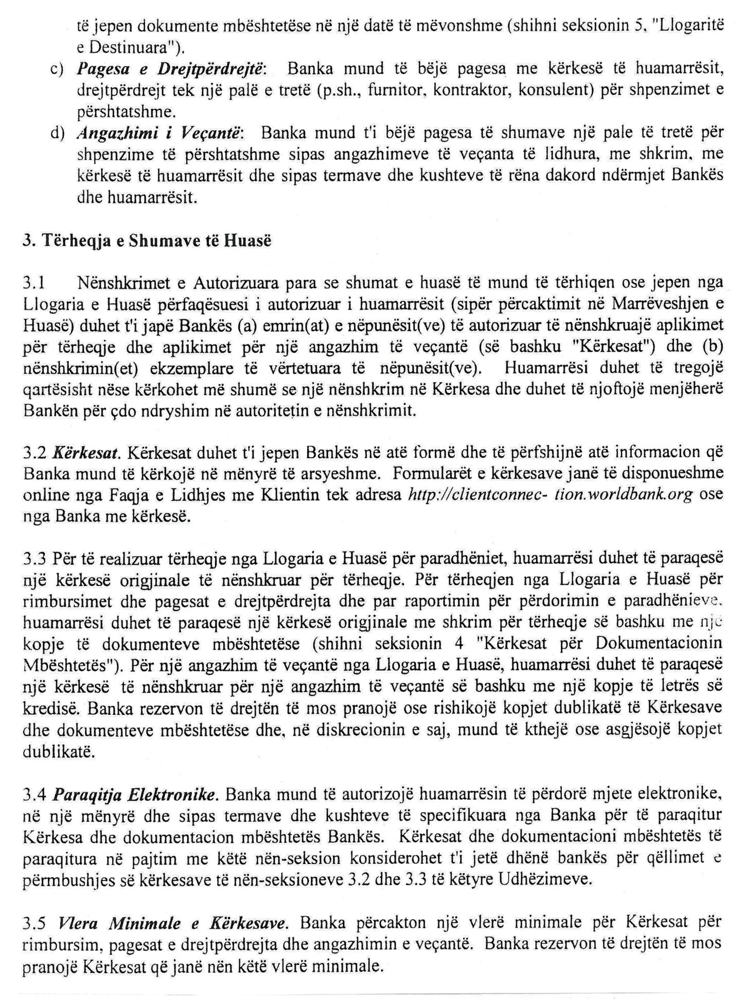 të jepen dokumente mbështetëse në një datë të mëvonshme (shihni seksionin 5, "Llogaritë
e Destinuara").
c) Pagesa e Drejtpërdrejtë: Banka mund të bëjë pagesa me kërkesë të huamarrësit,
drejtpërdrejt tek një palë e tretë (p.sh., furnitor, kontraktor, konsulent) për shpenzimet e
përshtatshme.
d) Angazhimi i Veçantë: Banka mund t'i bëjë pagesa të shumave një pale të tretë për
shpenzime të përshtatshme sipas angazhimeve të veçanta të lidhura, me shkrim, me
kërkesë të huamarrësit dhe sipas termave dhe kushteve të rëna dakord ndërmjet Bankës
dhe huamarrësit.
3. Tërheqja e Shumave të Huasë
3.1 Nënshkrimet e Autorizuara para se shumat e huasë të mund të tërhiqen ose jepen nga
Llogaria e Huasë përfaqësuesi i autorizuar i huamarrësit (sipër përcaktimit në Marrëveshjen e
Huasë) duhet t'i japë Bankës (a) emrin(at) e nëpunësit(ve) të autorizuar të nënshkruajë aplikimet
për tërheqje dhe aplikimet për një angazhim të veçantë (së bashku "Kërkesat") dhe (b)
nënshkrimin(et) ekzemplare të vërtetuara të nëpunësit(ve). Huamarrësi duhet të tregojë
qartësisht nëse kërkohet më shumë se një nënshkrim në Kërkesa dhe duhet të njoftojë menjëherë
Bankën për çdo ndryshim në autoritetin e nënshkrimit.
3.2 Kërkesat. Kërkesat duhet t'i jepen Bankës në atë formë dhe të përfshijnë atë informacion që
Banka mund të kërkojë në mënyrë të arsyeshme. Formularët e kërkesave janë të disponueshme
online nga Faqja e Lidhjes me Klientin tek adresa http://clientconnec- tion.worldbank.org ose
nga Banka me kërkesë.
3.3 Për të realizuar tërheqje nga Llogaria e Huasë për paradhëniet, huamarrësi duhet të paraqesë
një kërkesë origjinale të nënshkruar për tërheqje. Për tërheqjen nga Llogaria e Huasë për
rimbursimet dhe pagesat e drejtpërdrejta dhe par raportimin për përdorimin e paradhënieve,
huamarrësi duhet të paraqesë një kërkesë origjinale me shkrim për tërheqje së bashku me një
kopje të dokumenteve mbështetëse (shihni seksionin 4 "Kërkesat për Dokumentacionin
Mbështetës"). Për një angazhim të veçantë nga Llogaria e Huasë, huamarrësi duhet të paraqesë
një kërkesë të nënshkruar për një angazhim të veçantë së bashku me një kopje të letrës së
kredisë. Banka rezervon të drejtën të mos pranojë ose rishikojë kopjet dublikatë të Kërkesave
dhe dokumenteve mbështetëse dhe, në diskrecionin e saj, mund të kthejë ose asgjësojë kopjet
dublikatë.
3.4 Paraqitja Elektronike. Banka mund të autorizojë huamarrësin të përdorë mjete elektronike,
në një mënyrë dhe sipas termave dhe kushteve të specifikuara nga Banka për të paraqitur
Kërkesa dhe dokumentacion mbështetës Bankës. Kërkesat dhe dokumentacioni mbështetës të
paraqitura në pajtim me këtë nën-seksion konsiderohet t'i jetë dhënë bankës për qëllimet e
përmbushjes së kërkesave të nën-seksioneve 3.2 dhe 3.3 të këtyre Udhëzimeve.
3.5 Vlera Minimale e Kërkesave. Banka përcakton një vlerë minimale për Kërkesat për
rimbursim, pagesat e drejtpërdrejta dhe angazhimin e veçantë. Banka rezervon të drejtën të mos
pranojë Kërkesat që janë nën këtë vlerë minimale.